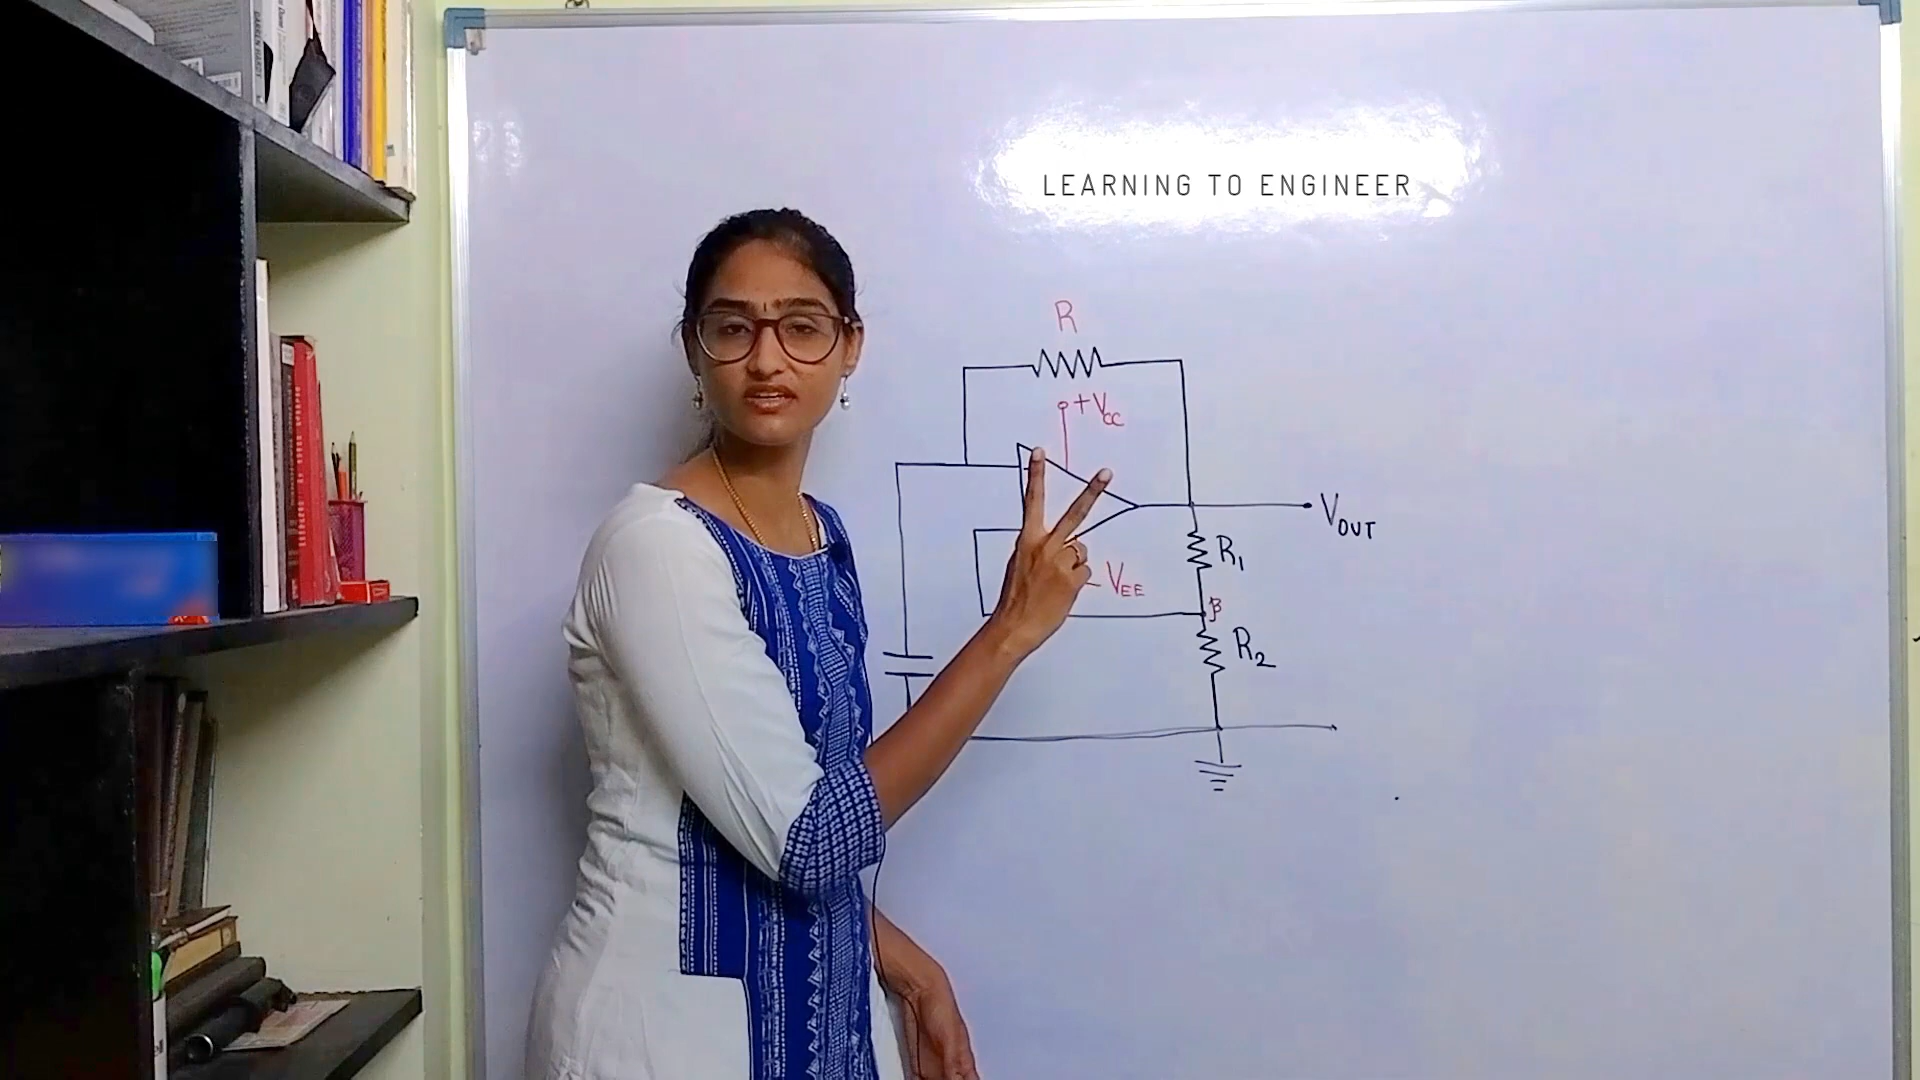 LEARNING TO ENGINEER
R
+VCC
VOUT
R1
VEE
β
R2